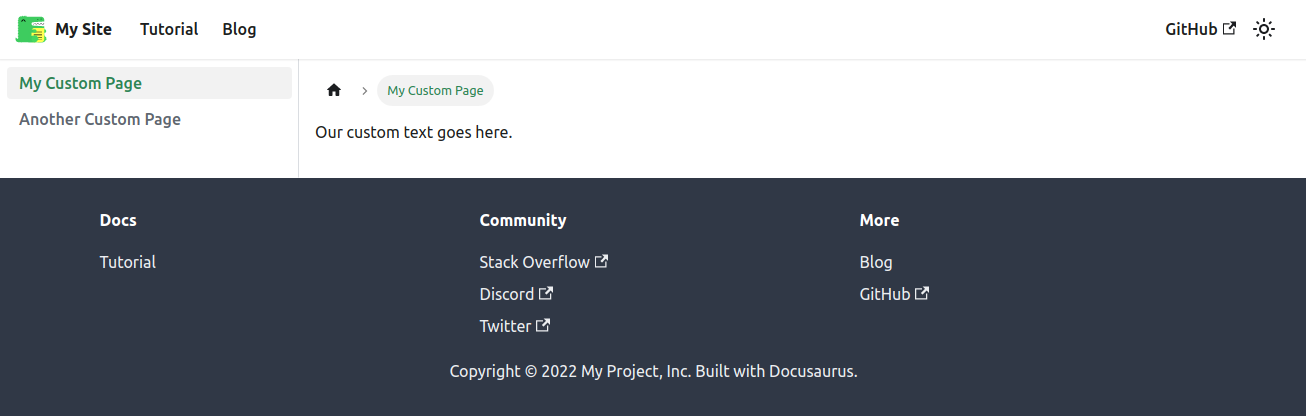 My Site Tutorial Blog GitHub
My Custom Page
Another Custom Page
My Custom Page
Our custom text goes here.
Docs
Tutorial
Community
Stack Overflow
Discord
Twitter
More
Blog
GitHub
Copyright © 2022 My Project, Inc. Built with Docusaurus.